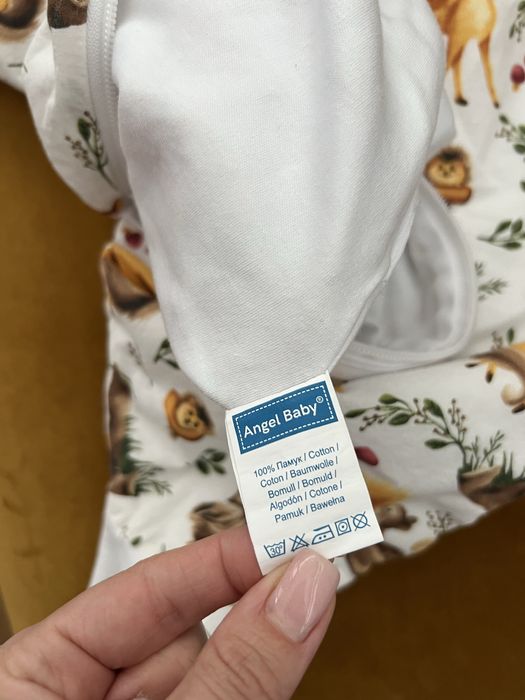 Angel Baby®
100% Памук / Cotton /
Coton / Baumwolle /
Bomull / Bomuld /
Algodón / Cotone /
Pamuk / Bawełna
30°